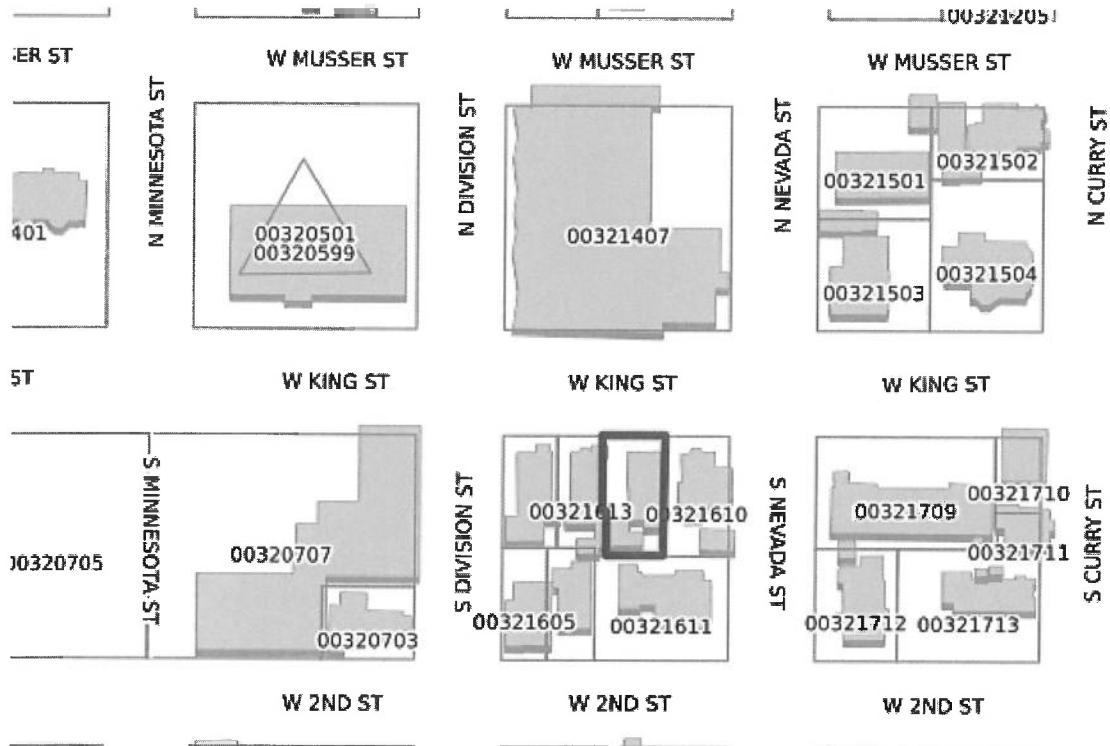 00321205
ER ST
W MUSSER ST
W MUSSER ST
W MUSSER ST
N MINNESOTA ST
N DIVISION ST
N NEVADA ST
N CURRY ST
401
00320501
00320599
00321407
00321501
00321502
00321503
00321504
ST
W KING ST
W KING ST
W KING ST
00320705
S MINNESOTA ST
00320707
00320703
S DIVISION ST
00321613
00321610
00321605
00321611
S NEVADA ST
00321709
00321710
00321711
00321712
00321713
S CURRY ST
W 2ND ST
W 2ND ST
W 2ND ST